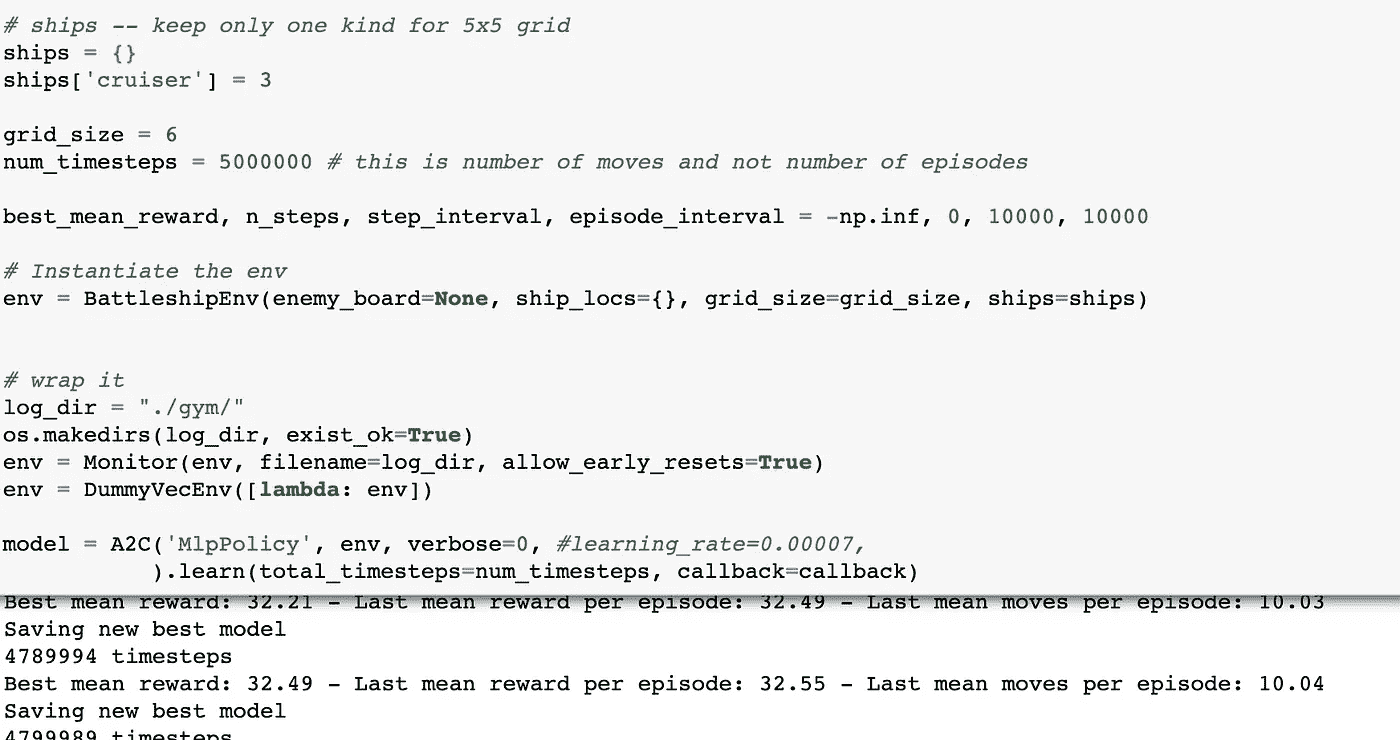 # ships -- keep only one kind for 5x5 grid
ships = {}
ships['cruiser'] = 3
grid_size = 6
num_timesteps = 5000000 # this is number of moves and not number of episodes
best_mean_reward, n_steps, step_interval, episode_interval = -np.inf, 0, 10000, 10000
# Instantiate the env
env = BattleshipEnv(enemy_board=None, ship_locs={}, grid_size=grid_size, ships=ships)
# wrap it
log_dir = "./gym/"
os.makedirs(log_dir, exist_ok=True)
env = Monitor(env, filename=log_dir, allow_early_resets=True)
env = DummyVecEnv([lambda: env])
model = A2C('MlpPolicy', env, verbose=0, #learning_rate=0.00007,
).learn(total_timesteps=num_timesteps, callback=callback)
Best mean reward: 32.21 - Last mean reward per episode: 32.49 - Last mean moves per episode: 10.03
Saving new best model
4789994 timesteps
Best mean reward: 32.49 - Last mean reward per episode: 32.55 - Last mean moves per episode: 10.04
Saving new best model
4799989 timesteps